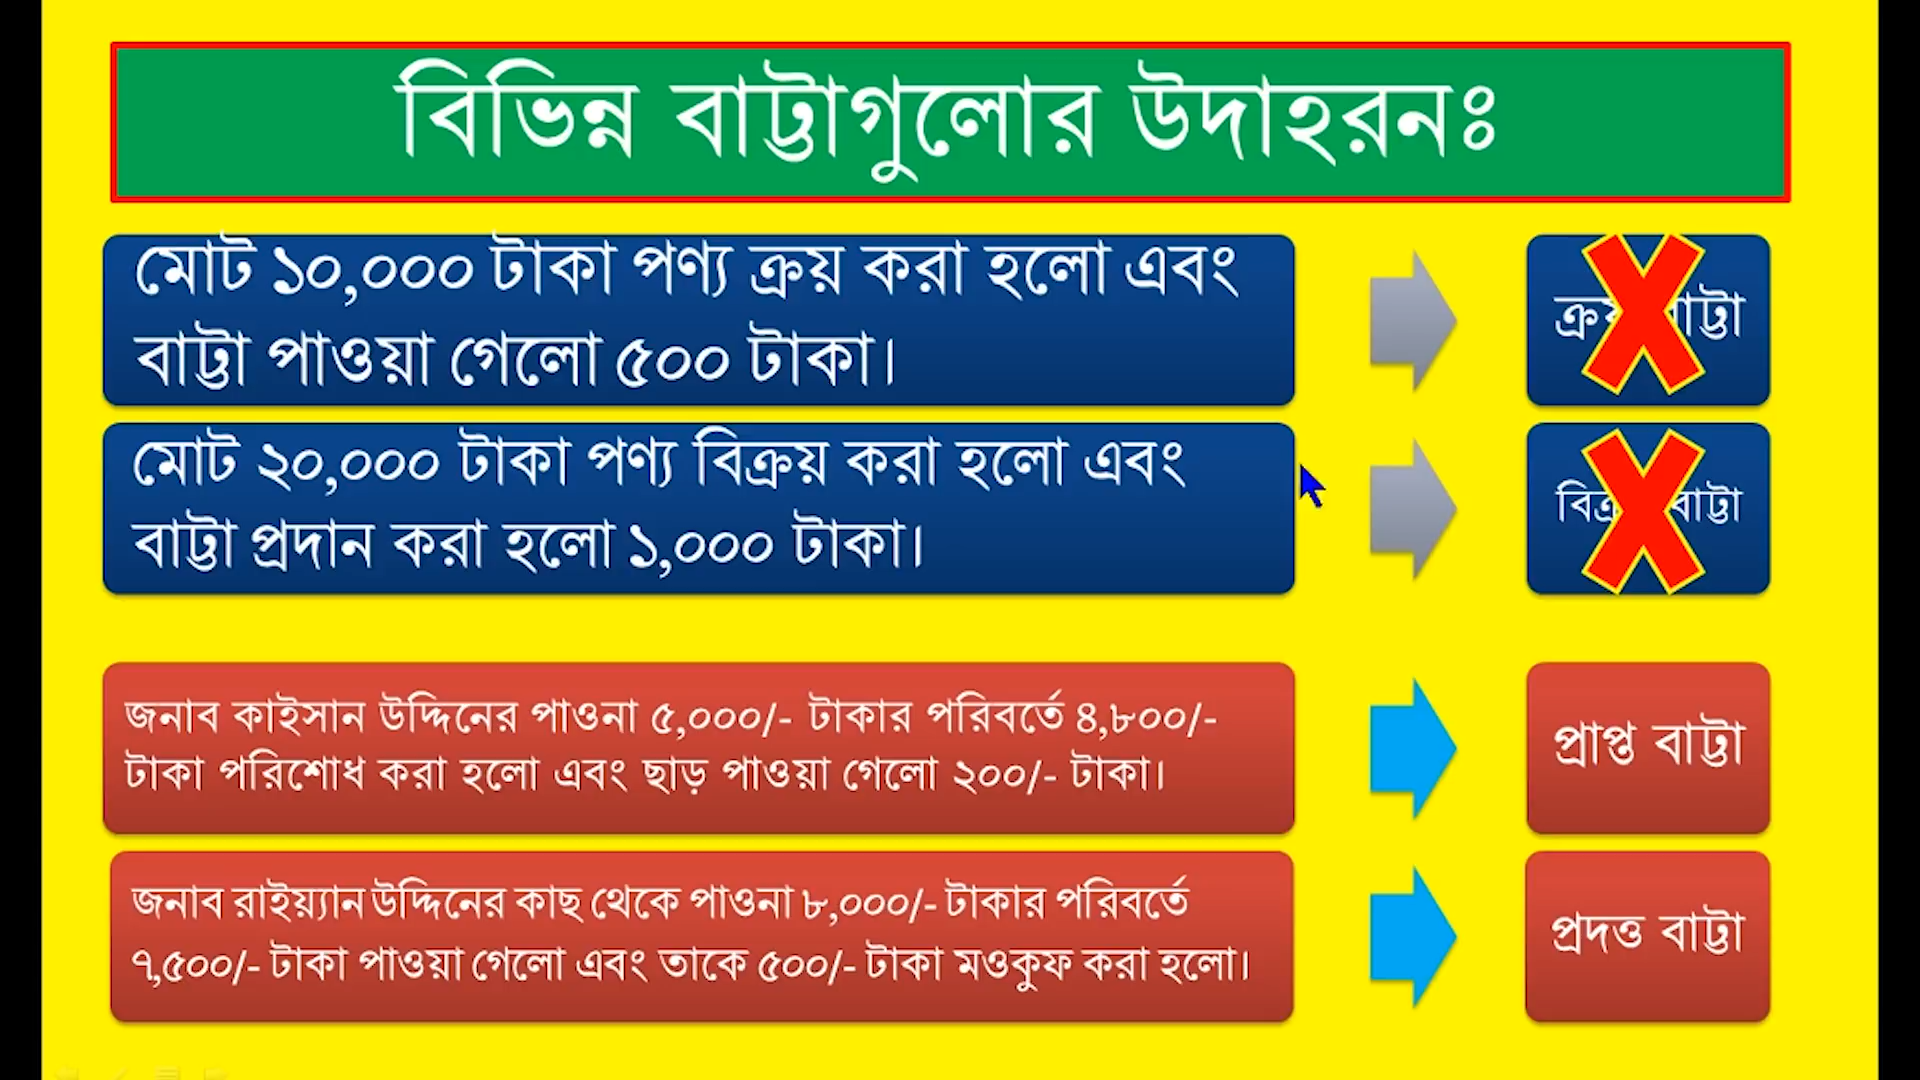 বিভিন্ন বাট্টাগুলোর উদাহরনঃ
মোট ১০,০০০ টাকা পণ্য ক্রয় করা হলো এবং
বাট্টা পাওয়া গেলো ৫০০ টাকা।
বাট্টা
মোট ২০,০০০ টাকা পণ্য বিক্রয় করা হলো এবং
বাট্টা প্রদান করা হলো ১,০০০ টাকা।
বাট্টা
জনাব কাইসান উদ্দিনের পাওনা ৫,০০০/- টাকার পরিবর্তে ৪,৮০০/-
টাকা পরিশোধ করা হলো এবং ছাড় পাওয়া গেলো ২০০/- টাকা।
প্রাপ্ত বাট্টা
জনাব রাইয়্যান উদ্দিনের কাছ থেকে পাওনা ৮,০০০/- টাকার পরিবর্তে
৭,৫০০/- টাকা পাওয়া গেলো এবং তাকে ৫০০/- টাকা মওকুফ করা হলো।
প্রদত্ত বাট্টা